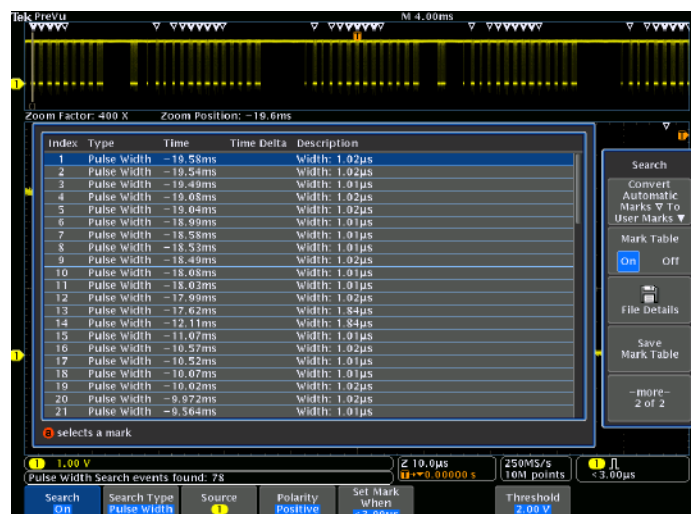 Tek PreVu M 4.00ms
1
Zoom Factor: 400 X Zoom Position: −19.6ms
Index Type Time Time Delta Description
1 Pulse Width −19.58ms Width: 1.02µs
2 Pulse Width −19.54ms Width: 1.02µs
3 Pulse Width −19.49ms Width: 1.01µs
4 Pulse Width −19.08ms Width: 1.02µs
5 Pulse Width −19.04ms Width: 1.02µs
6 Pulse Width −18.99ms Width: 1.01µs
7 Pulse Width −18.58ms Width: 1.01µs
8 Pulse Width −18.53ms Width: 1.01µs
9 Pulse Width −18.49ms Width: 1.02µs
10 Pulse Width −18.08ms Width: 1.01µs
11 Pulse Width −18.03ms Width: 1.01µs
12 Pulse Width −17.99ms Width: 1.02µs
13 Pulse Width −17.62ms Width: 1.84µs
14 Pulse Width −12.11ms Width: 1.84µs
15 Pulse Width −11.07ms Width: 1.01µs
16 Pulse Width −10.57ms Width: 1.02µs
17 Pulse Width −10.52ms Width: 1.02µs
18 Pulse Width −10.07ms Width: 1.01µs
19 Pulse Width −10.02ms Width: 1.02µs
20 Pulse Width −9.972ms Width: 1.02µs
21 Pulse Width −9.564ms Width: 1.01µs
a selects a mark
Search
Convert
Automatic
Marks ▽ To
User Marks ▼
Mark Table
On Off
File Details
Save
Mark Table
−more−
2 of 2
1
1 1.00 V
Pulse Width Search events found: 78
Z 10.0µs
T→▼0.00000 s
250MS/s
10M points
1
<3.00µs
Search
On
Search Type
Pulse Width
Source
1
Polarity
Positive
Set Mark
When
<3.00µs
Threshold
2.00 V